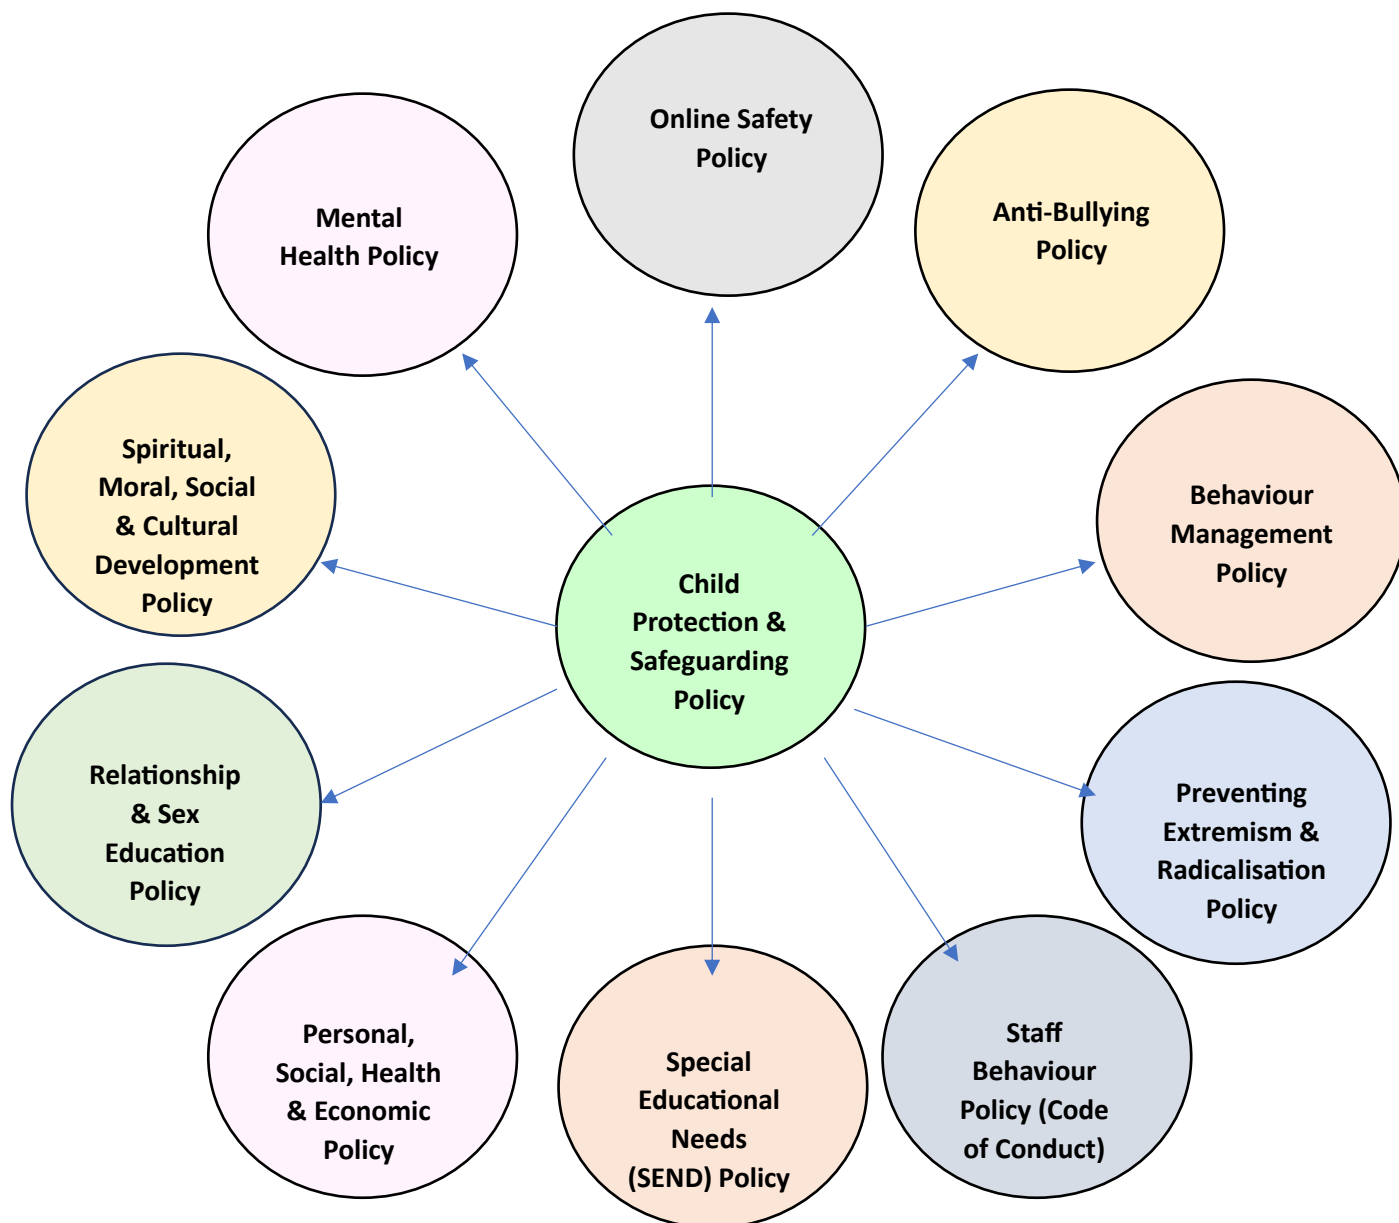 Online Safety
Policy
Anti-Bullying
Policy
Mental
Health Policy
Spiritual,
Moral, Social
& Cultural
Development
Policy
Behaviour
Management
Policy
Child
Protection &
Safeguarding
Policy
Relationship
& Sex
Education
Policy
Preventing
Extremism &
Radicalisation
Policy
Personal,
Social, Health
& Economic
Policy
Special
Educational
Needs
(SEND) Policy
Staff
Behaviour
Policy (Code
of Conduct)